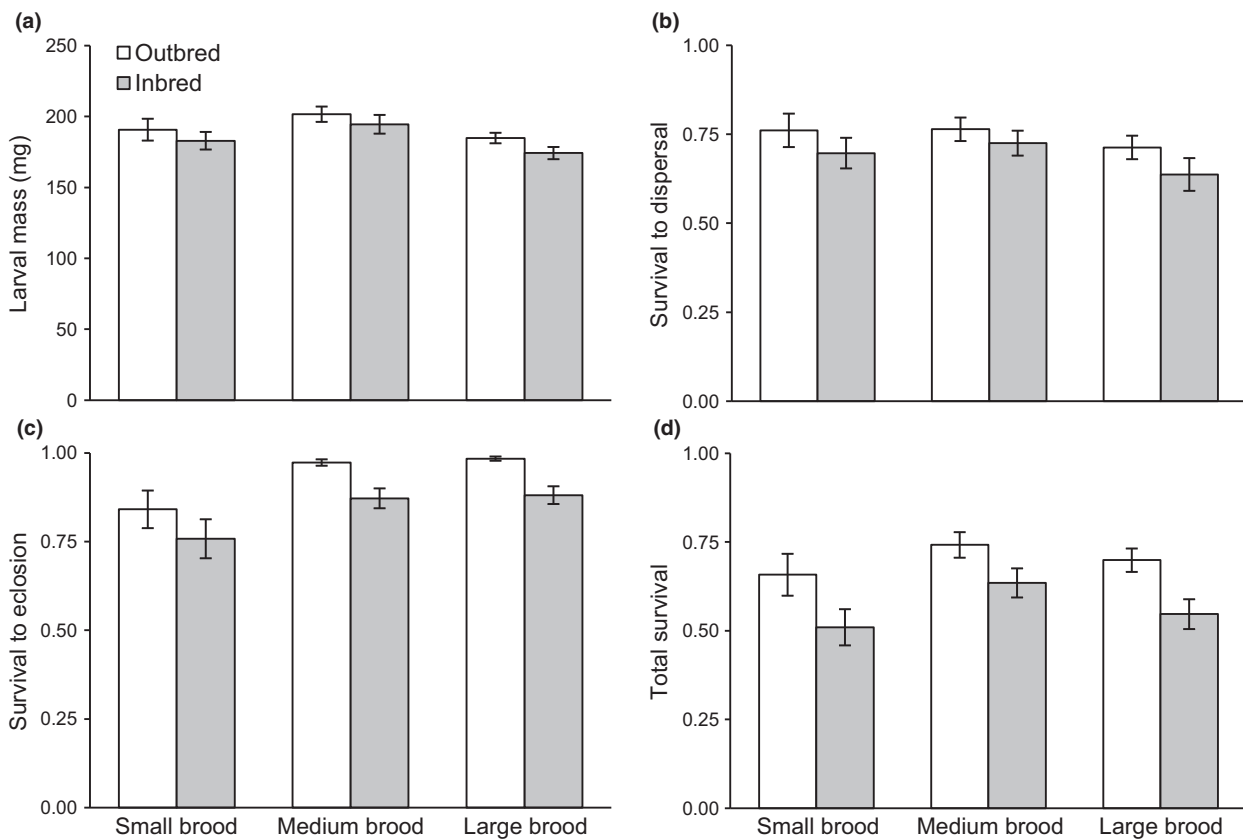 (a)
250
200
150
100
50
0
Larval mass (mg)
Outbred
Inbred
(b)
1.00
0.75
0.50
0.25
0.00
Survival to dispersal
(c)
1.00
0.75
0.50
0.25
0.00
Survival to eclosion
Small brood Medium brood Large brood
(d)
1.00
0.75
0.50
0.25
0.00
Total survival
Small brood Medium brood Large brood